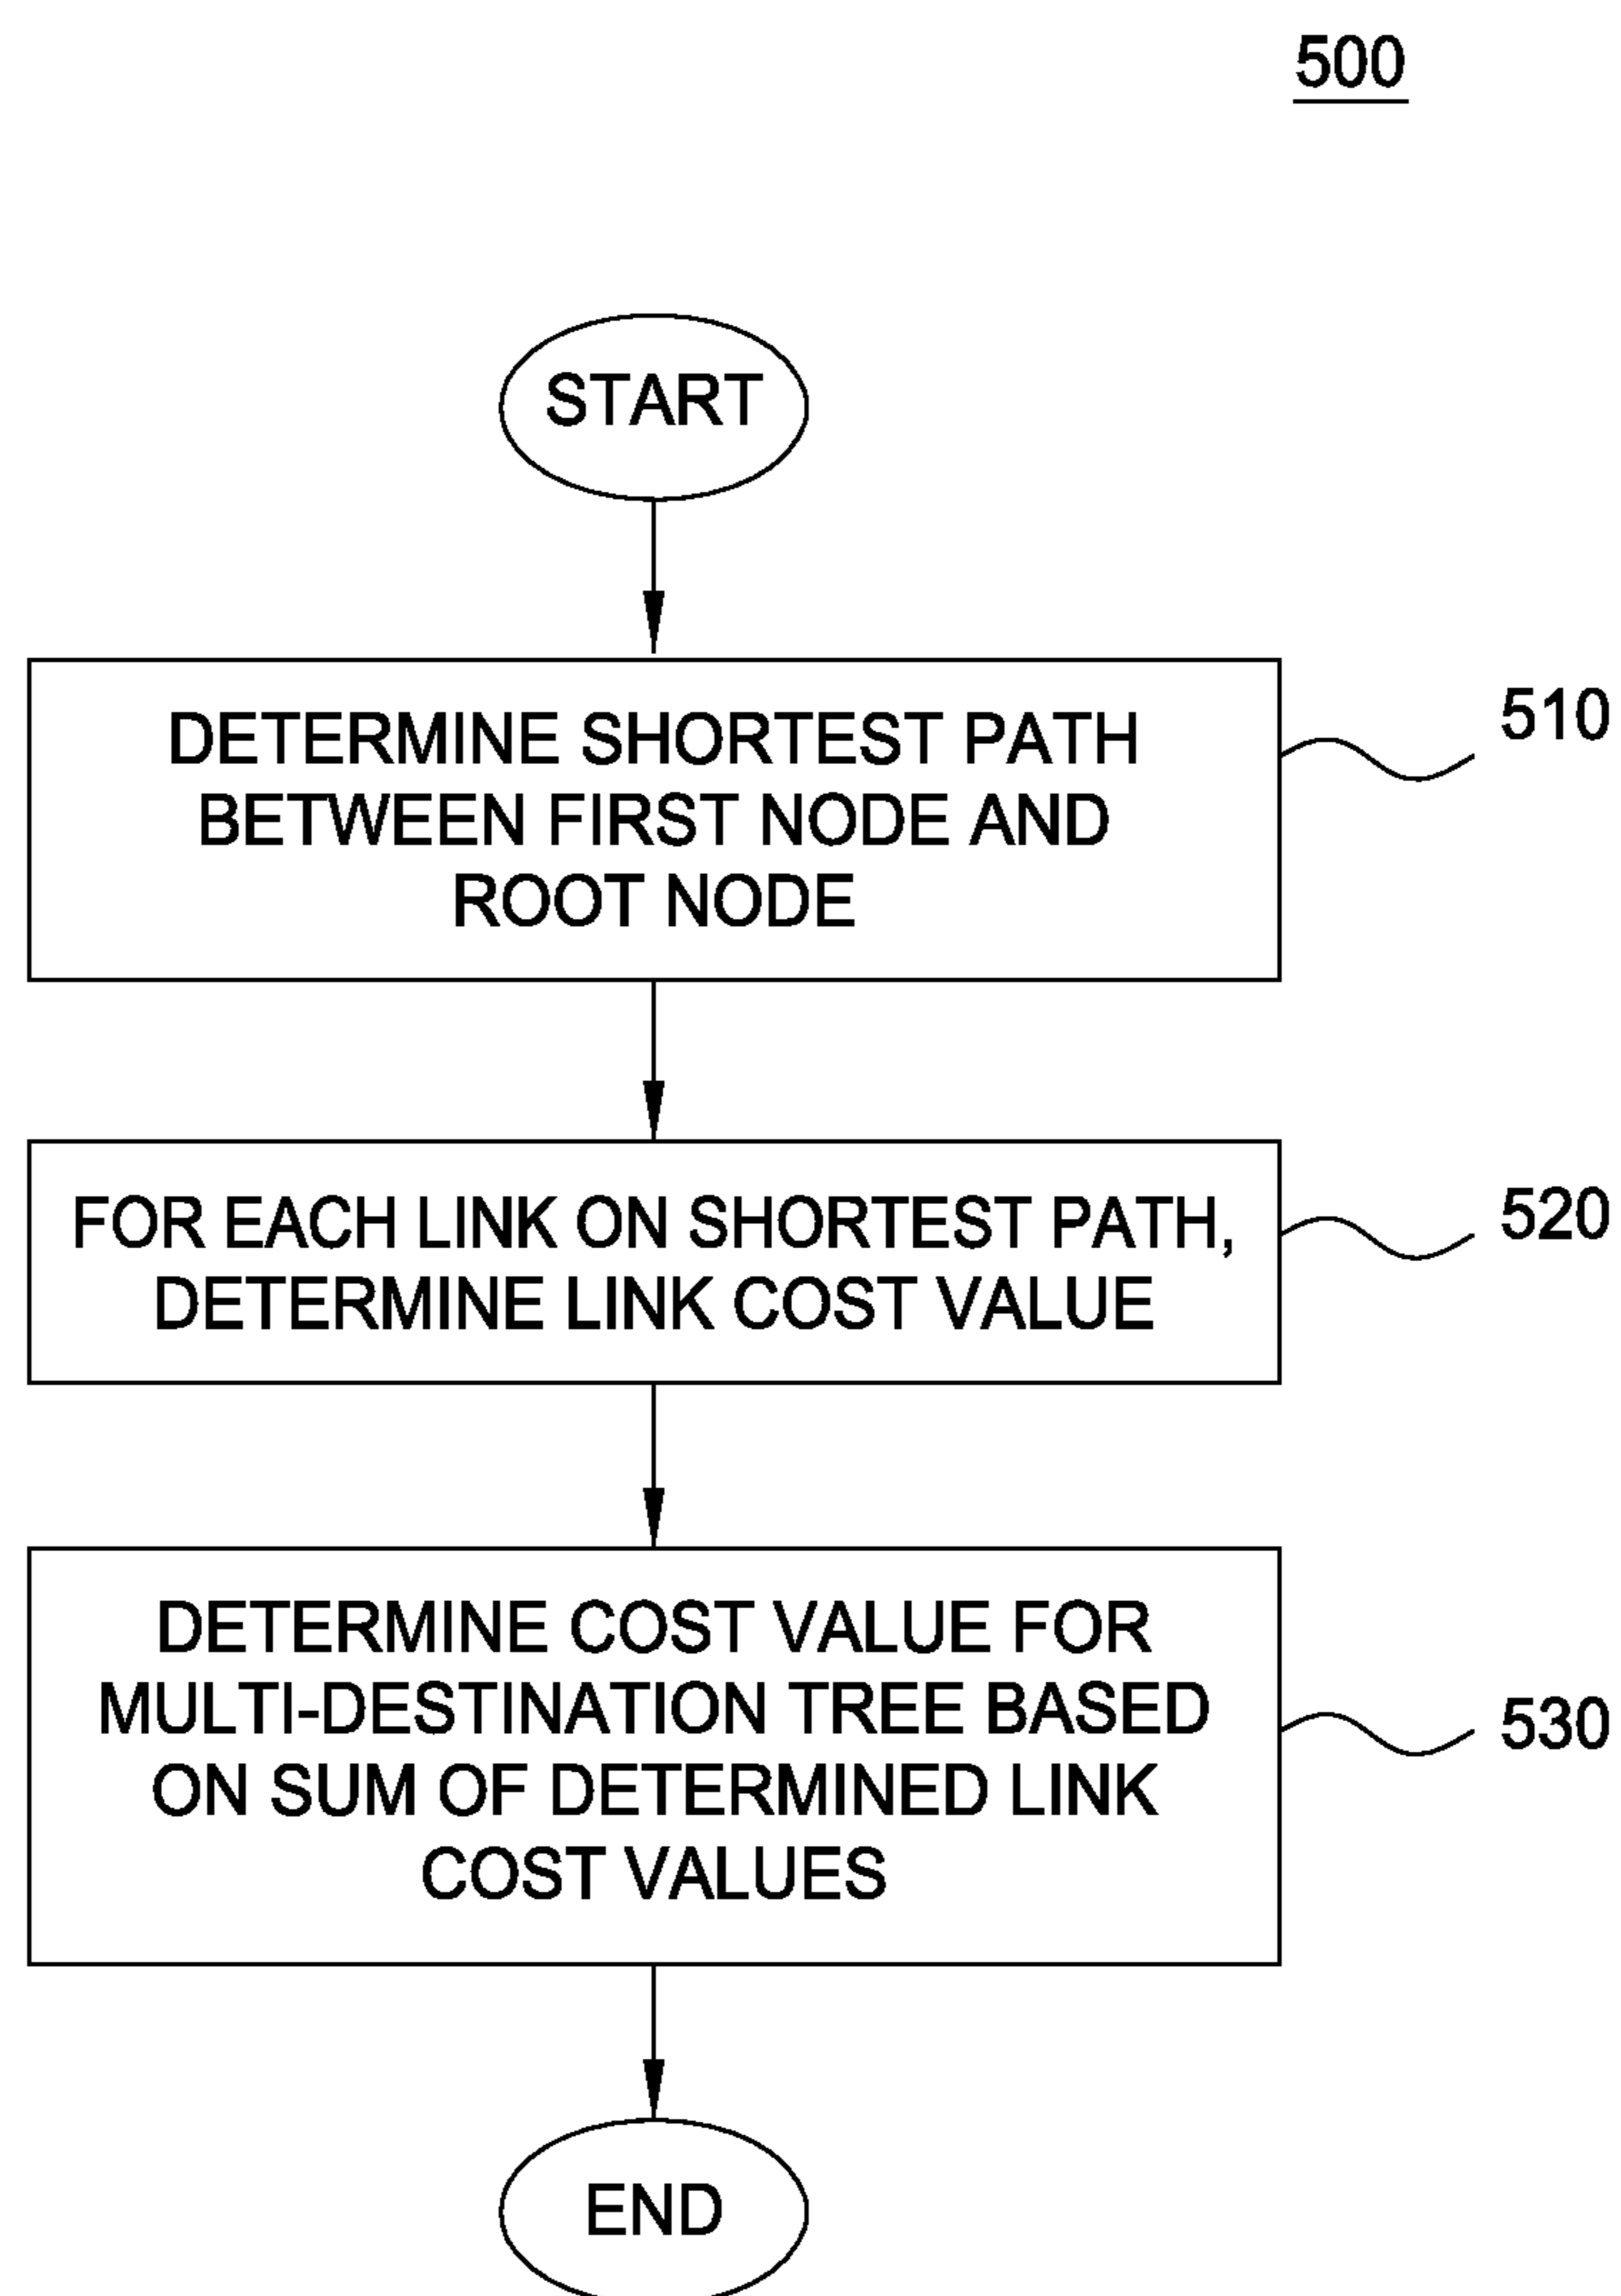 500
START
DETERMINE SHORTEST PATH
BETWEEN FIRST NODE AND
ROOT NODE
510
FOR EACH LINK ON SHORTEST PATH,
DETERMINE LINK COST VALUE
520
DETERMINE COST VALUE FOR
MULTI-DESTINATION TREE BASED
ON SUM OF DETERMINED LINK
COST VALUES
530
END